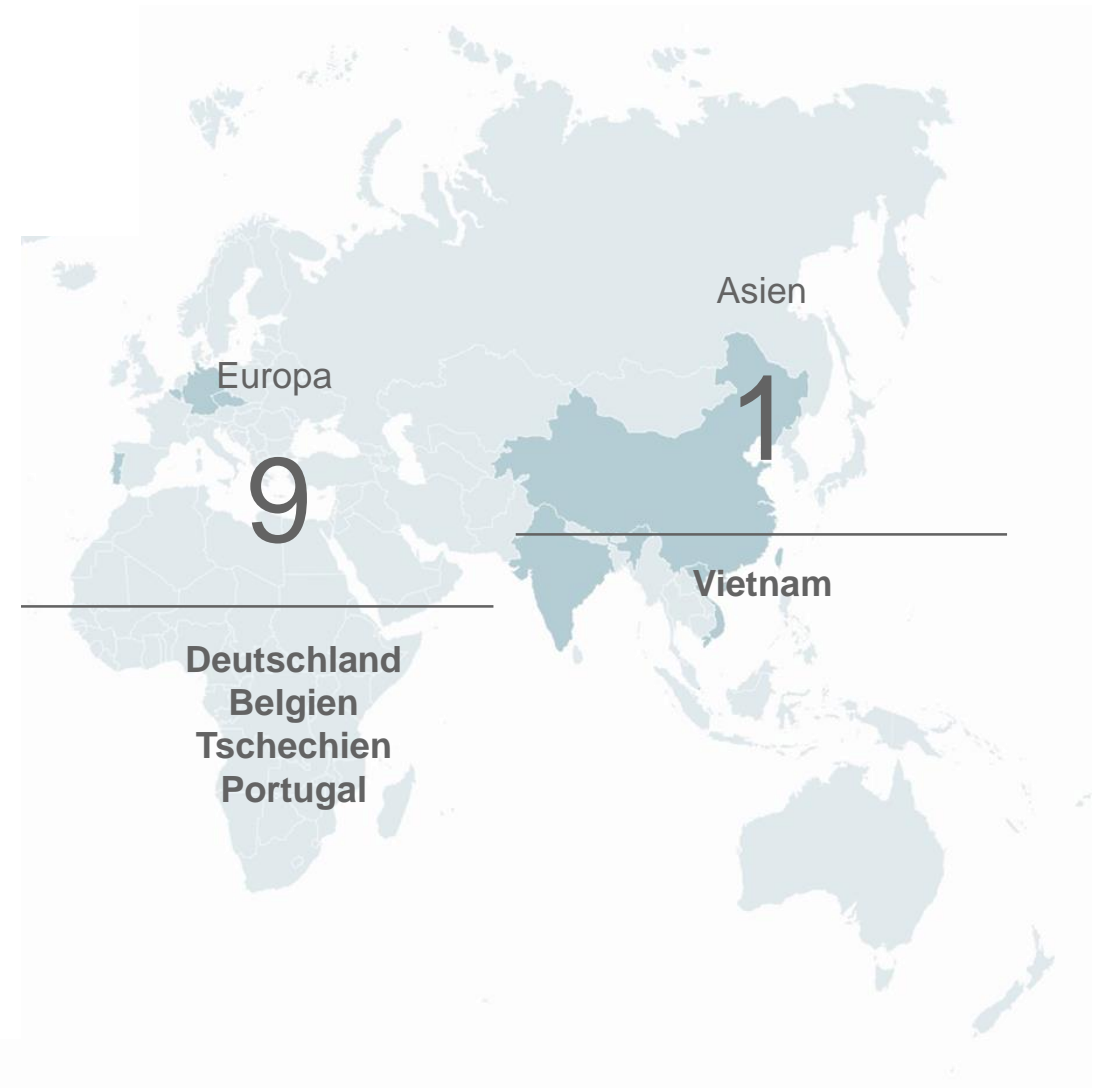 Europa
9
Deutschland
Belgien
Tschechien
Portugal
Asien
1
Vietnam